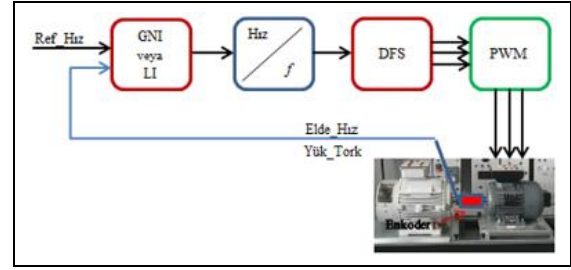 Ref_Hız
GNI
veya
LI
Hız
f
DFS
PWM
Elde_Hız
Yük_Tork
Enkoder